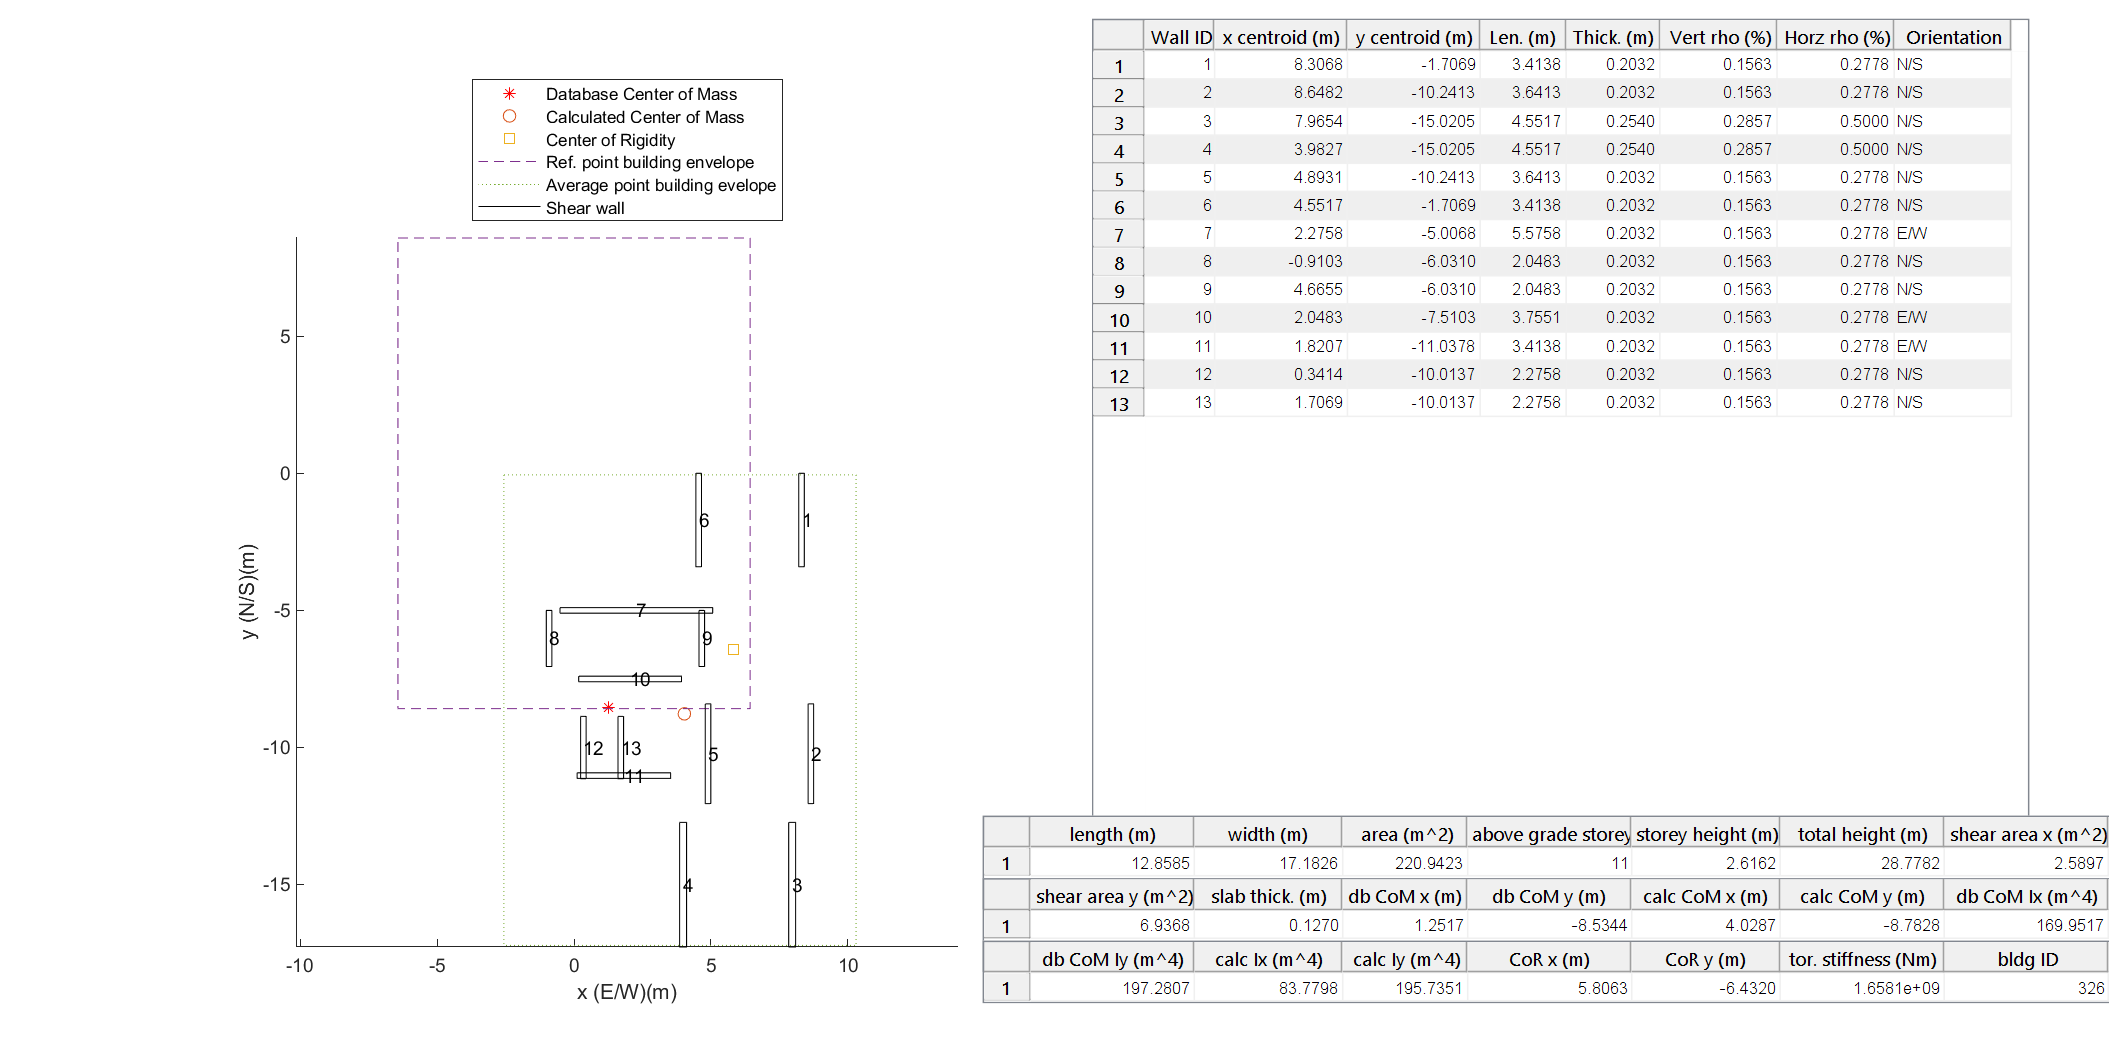 Database Center of Mass
Calculated Center of Mass
Center of Rigidity
Ref. point building envelope
Average point building evelope
Shear wall
5
0
-5
-10
-15
y (N/S)(m)
-10 -5 0 5 10
x (E/W)(m)
6 1
7
8 9
10
12 13 5 2
11
4 3
Wall ID x centroid (m) y centroid (m) Len. (m) Thick. (m) Vert rho (%) Horz rho (%) Orientation
1 1 8.3068 -1.7069 3.4138 0.2032 0.1563 0.2778 N/S
2 2 8.6482 -10.2413 3.6413 0.2032 0.1563 0.2778 N/S
3 3 7.9654 -15.0205 4.5517 0.2540 0.2857 0.5000 N/S
4 4 3.9827 -15.0205 4.5517 0.2540 0.2857 0.5000 N/S
5 5 4.8931 -10.2413 3.6413 0.2032 0.1563 0.2778 N/S
6 6 4.5517 -1.7069 3.4138 0.2032 0.1563 0.2778 N/S
7 7 2.2758 -5.0068 5.5758 0.2032 0.1563 0.2778 E/W
8 8 -0.9103 -6.0310 2.0483 0.2032 0.1563 0.2778 N/S
9 9 4.6655 -6.0310 2.0483 0.2032 0.1563 0.2778 N/S
10 10 2.0483 -7.5103 3.7551 0.2032 0.1563 0.2778 E/W
11 11 1.8207 -11.0378 3.4138 0.2032 0.1563 0.2778 E/W
12 12 0.3414 -10.0137 2.2758 0.2032 0.1563 0.2778 N/S
13 13 1.7069 -10.0137 2.2758 0.2032 0.1563 0.2778 N/S
length (m) width (m) area (m^2) above grade storey storey height (m) total height (m) shear area x (m^2)
1 12.8585 17.1826 220.9423 11 2.6162 28.7782 2.5897
shear area y (m^2) slab thick. (m) db CoM x (m) db CoM y (m) calc CoM x (m) calc CoM y (m) db CoM Ix (m^4)
1 6.9368 0.1270 1.2517 -8.5344 4.0287 -8.7828 169.9517
db CoM Iy (m^4) calc Ix (m^4) calc Iy (m^4) CoR x (m) CoR y (m) tor. stiffness (Nm) bldg ID
1 197.2807 83.7798 195.7351 5.8063 -6.4320 1.6581e+09 326